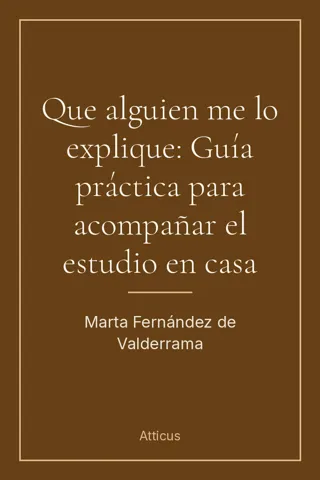 Que alguien me lo
explique: Guía
práctica para
acompañar el
estudio en casa
Marta Fernández de
Valderrama
Atticus